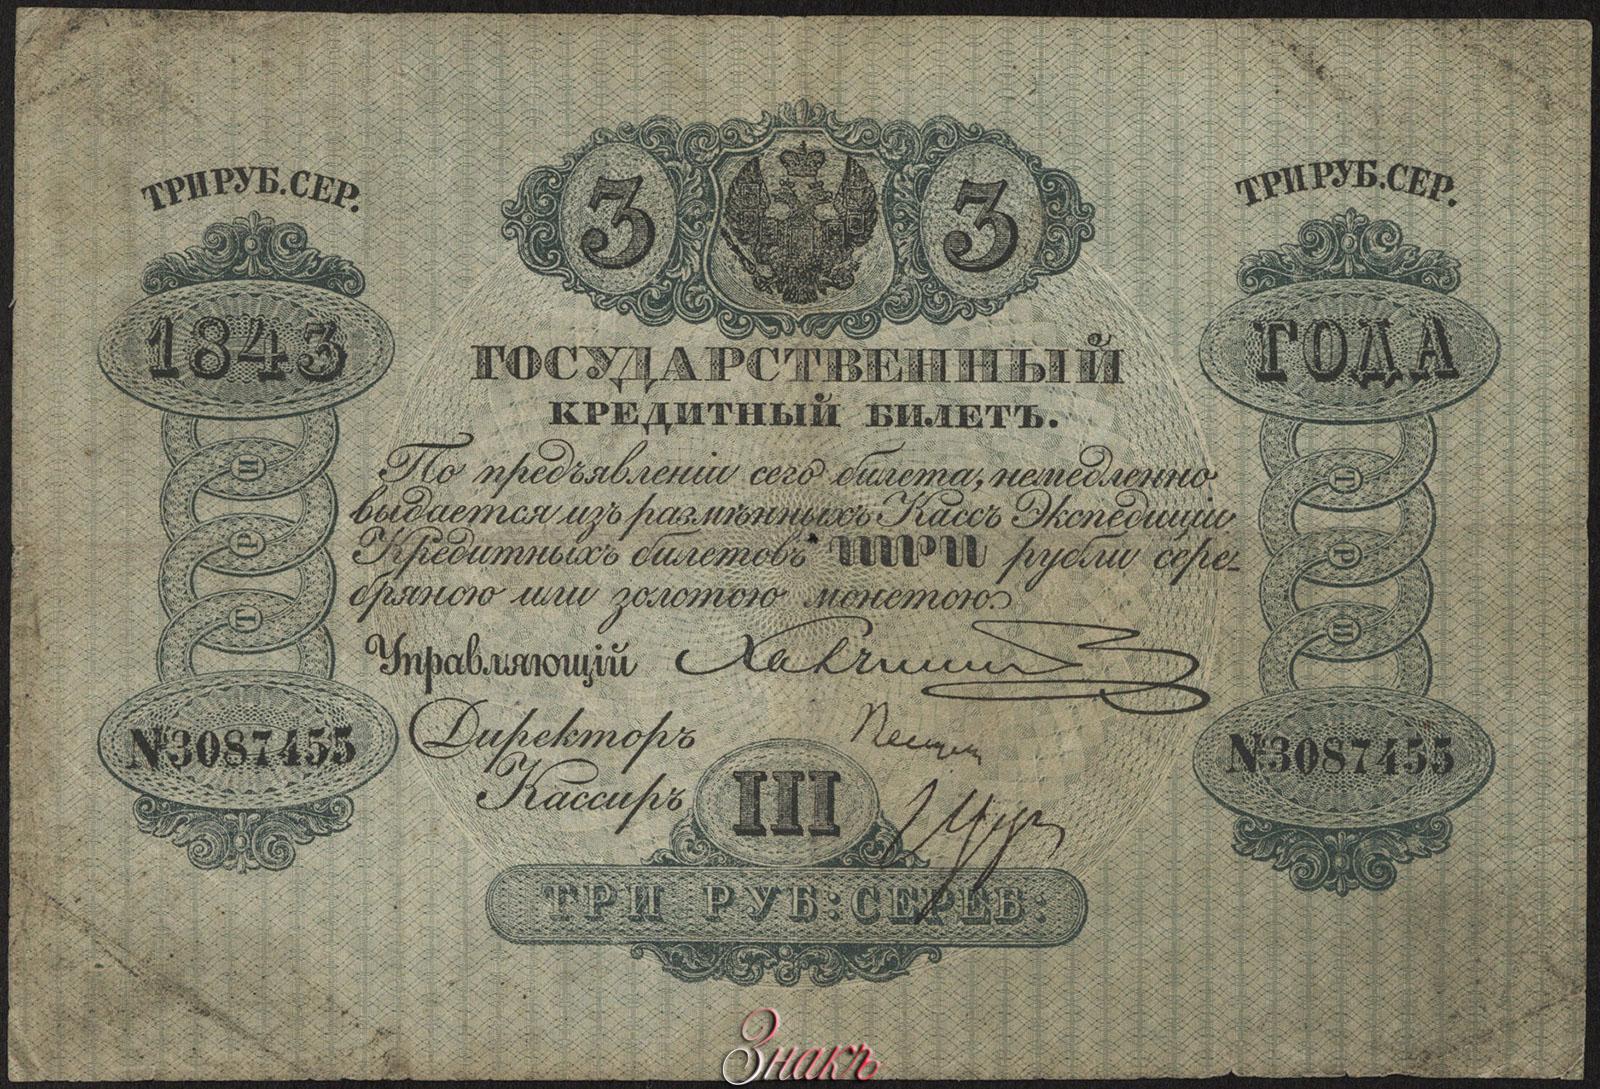 ТРИ РУБ. СЕР.
ТРИ РУБ. СЕР.
3
3
1843
ГОДА
ГОСУДАРСТВЕННЫЙ
КРЕДИТНЫЙ БИЛЕТЪ.
По предъявленіи сего билета, немедленно
выдается изъ размѣнныхъ Кассъ Экспедиціи
Кредитныхъ билетовъ ТРИ рубли сере-
бряною или золотою монетою.
Т Р И
Т Р И
Управляющій
Директоръ
Кассиръ
№3087455
№3087455
III
ТРИ РУБ: СЕРЕБ:
Знакъ